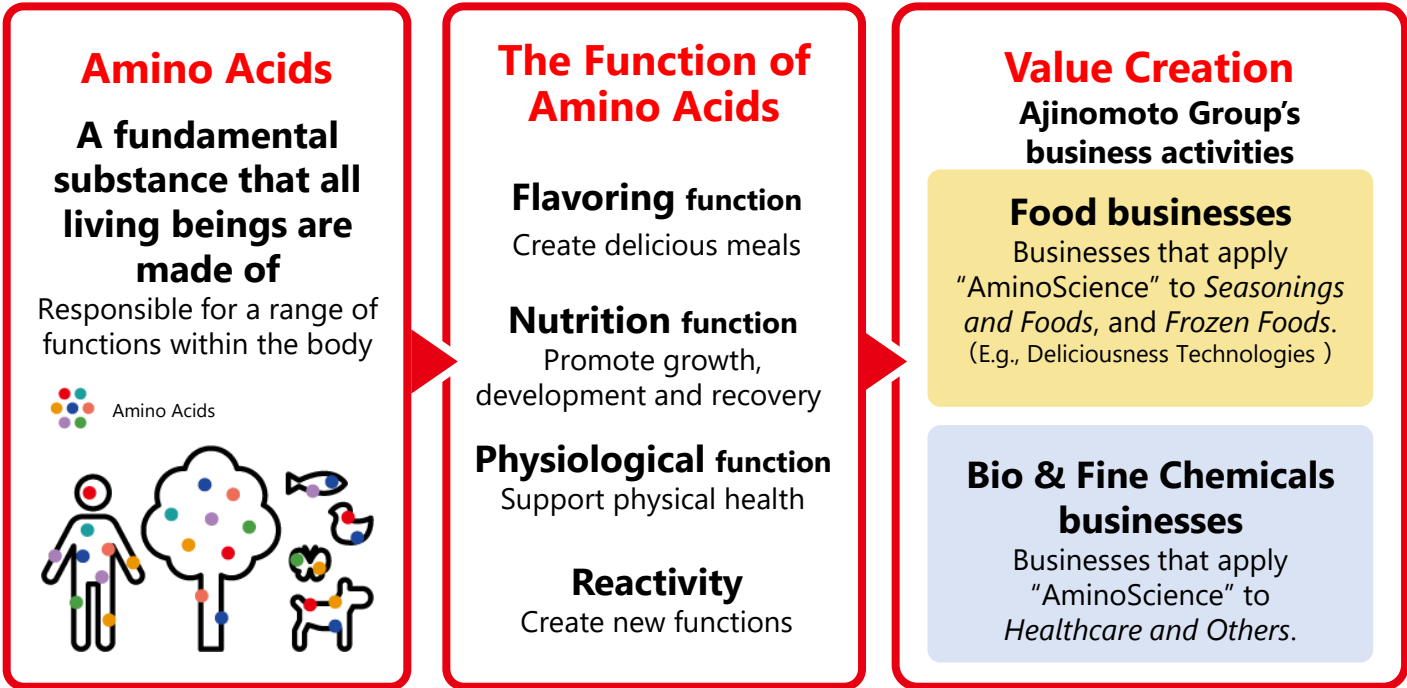 Amino Acids
A fundamental
substance that all
living beings are
made of
Responsible for a range of
functions within the body
Amino Acids
The Function of
Amino Acids
Flavoring function
Create delicious meals
Nutrition function
Promote growth,
development and recovery
Physiological function
Support physical health
Reactivity
Create new functions
Value Creation
Ajinomoto Group’s
business activities
Food businesses
Businesses that apply
“AminoScience” to Seasonings
and Foods, and Frozen Foods.
（E.g., Deliciousness Technologies ）
Bio & Fine Chemicals
businesses
Businesses that apply
“AminoScience” to
Healthcare and Others.